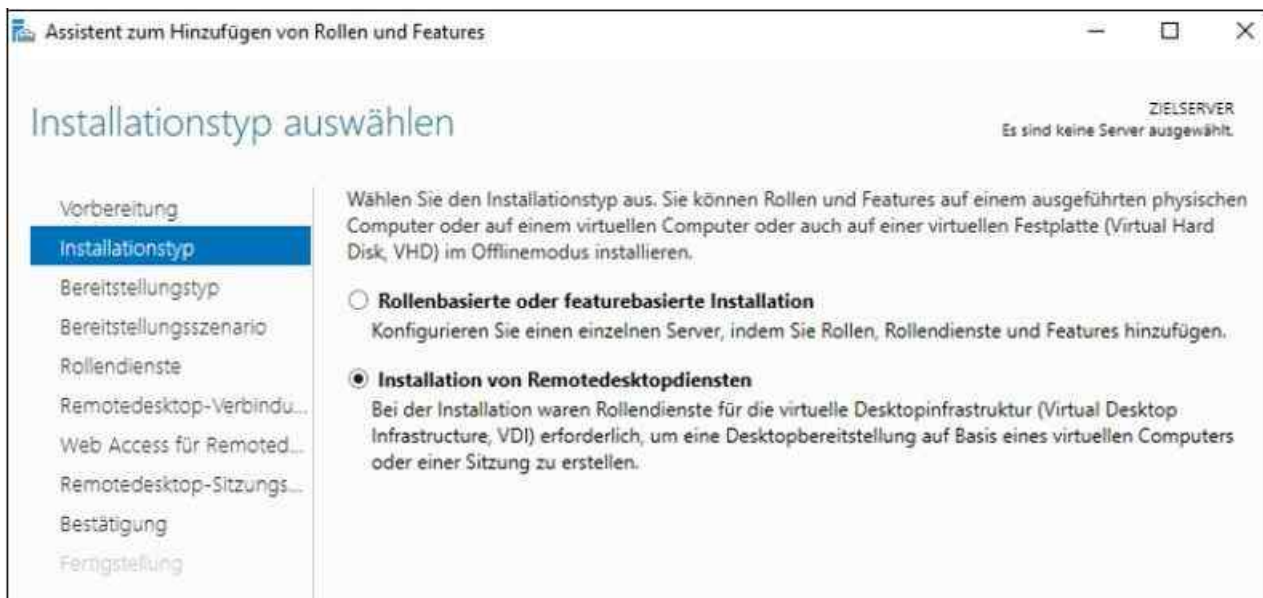 Assistent zum Hinzufügen von Rollen und Features
Installationstyp auswählen
ZIELSERVER
Es sind keine Server ausgewählt.
Vorbereitung
Installationstyp
Bereitstellungstyp
Bereitstellungsszenario
Rollendienste
Remotedesktop-Verbindu...
Web Access für Remoted...
Remotedesktop-Sitzungs...
Bestätigung
Fertigstellung
Wählen Sie den Installationstyp aus. Sie können Rollen und Features auf einem ausgeführten physischen
Computer oder auf einem virtuellen Computer oder auch auf einer virtuellen Festplatte (Virtual Hard
Disk, VHD) im Offlinemodus installieren.
Rollenbasierte oder featurebasierte Installation
Konfigurieren Sie einen einzelnen Server, indem Sie Rollen, Rollendienste und Features hinzufügen.
Installation von Remotedesktopdiensten
Bei der Installation waren Rollendienste für die virtuelle Desktopinfrastruktur (Virtual Desktop
Infrastructure, VDI) erforderlich, um eine Desktopbereitstellung auf Basis eines virtuellen Computers
oder einer Sitzung zu erstellen.